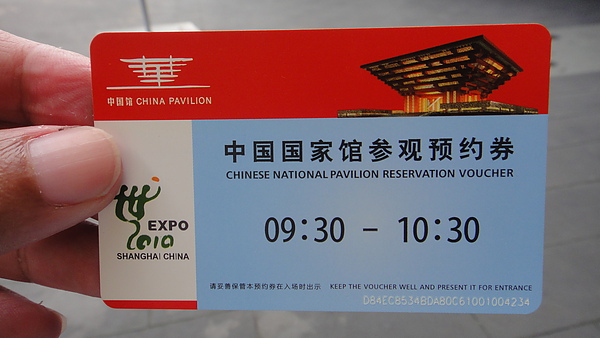 中国馆 CHINA PAVILION
中国国家馆参观预约券
CHINESE NATIONAL PAVILION RESERVATION VOUCHER
09:30 - 10:30
EXPO
2010
SHANGHAI CHINA
请妥善保管本预约券在入场时出示 KEEP THE VOUCHER WELL AND PRESENT IT FOR ENTRANCE
DB4ECB534BDAB0C61001004234